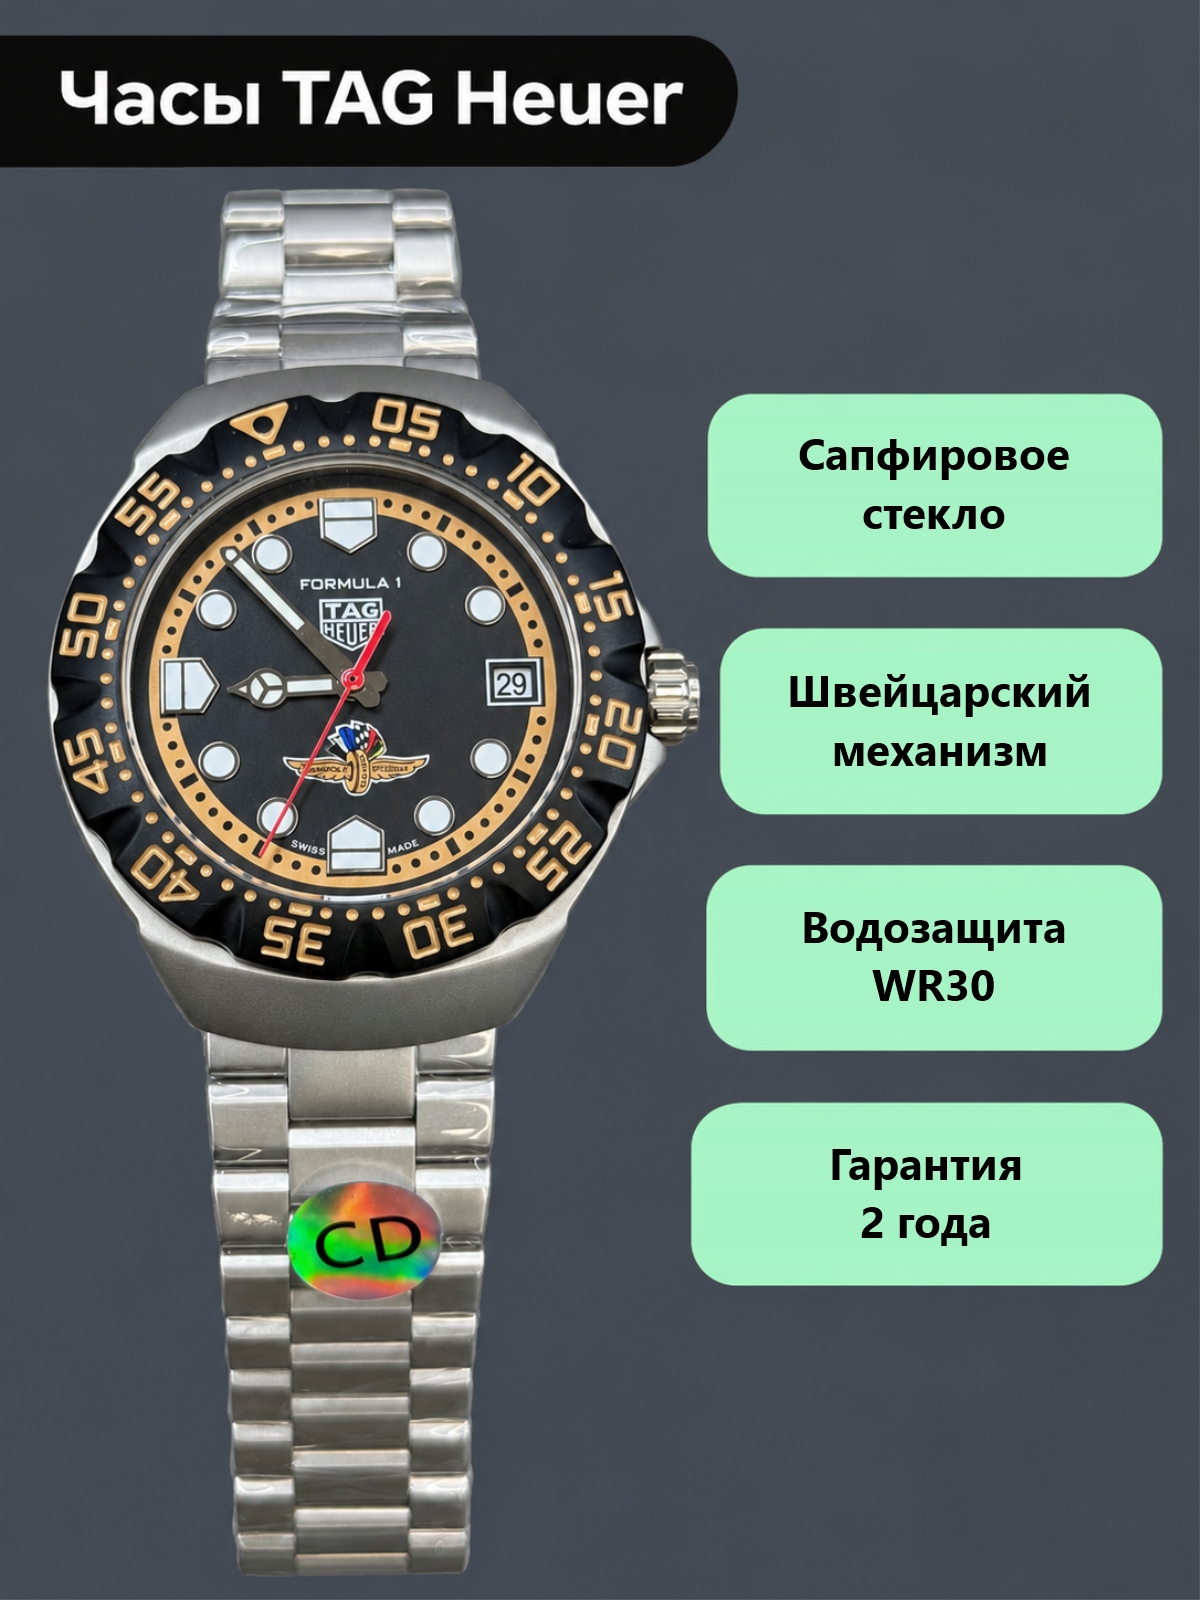 Часы TAG Heuer
05
10
15
20
25
30
35
40
45
50
55
FORMULA 1
TAG
HEUER
29
SWISS
MADE
CD
Сапфировое
стекло
Швейцарский
механизм
Водозащита
WR30
Гарантия
2 года